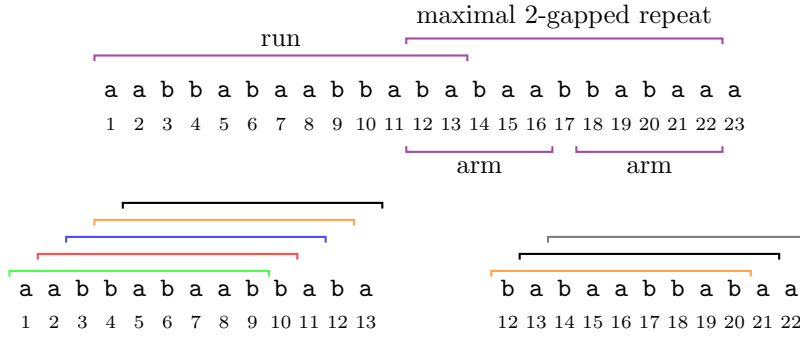 maximal 2-gapped repeat
run
a a b b a b a a b b a b a b a a b b a b a a a
1 2 3 4 5 6 7 8 9 10 11 12 13 14 15 16 17 18 19 20 21 22 23
arm arm
a a b b a b a a b b a b a b a b a a b b a b a a
1 2 3 4 5 6 7 8 9 10 11 12 13 12 13 14 15 16 17 18 19 20 21 22